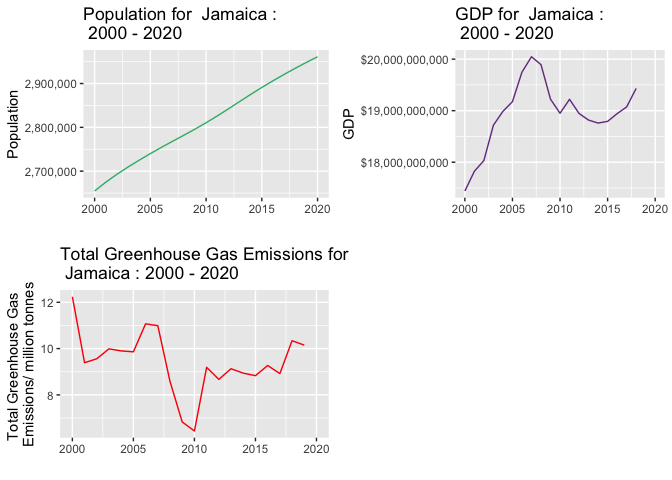 Population for  Jamaica :
2000 - 2020
Population
2,900,000
2,800,000
2,700,000
2000 2005 2010 2015 2020
GDP for  Jamaica :
2000 - 2020
GDP
$20,000,000,000
$19,000,000,000
$18,000,000,000
2000 2005 2010 2015 2020
Total Greenhouse Gas Emissions for
Jamaica : 2000 - 2020
Total Greenhouse Gas
Emissions/ million tonnes
12
10
8
2000 2005 2010 2015 2020